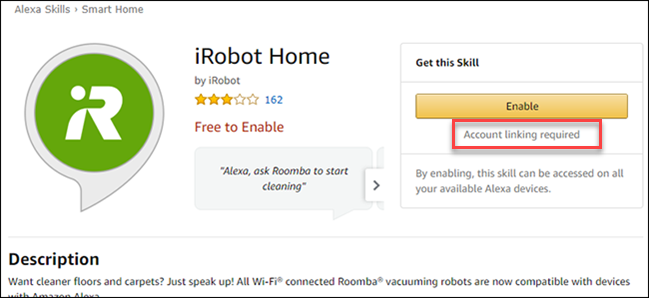 Alexa Skills › Smart Home
iRobot Home
by iRobot
162
Free to Enable
"Alexa, ask Roomba to start
cleaning"
Get this Skill
Enable
Account linking required
By enabling, this skill can be accessed on all
your available Alexa devices.
Description
Want cleaner floors and carpets? Just speak up! All Wi-Fi® connected Roomba® vacuuming robots are now compatible with devices
with Amazon Alexa